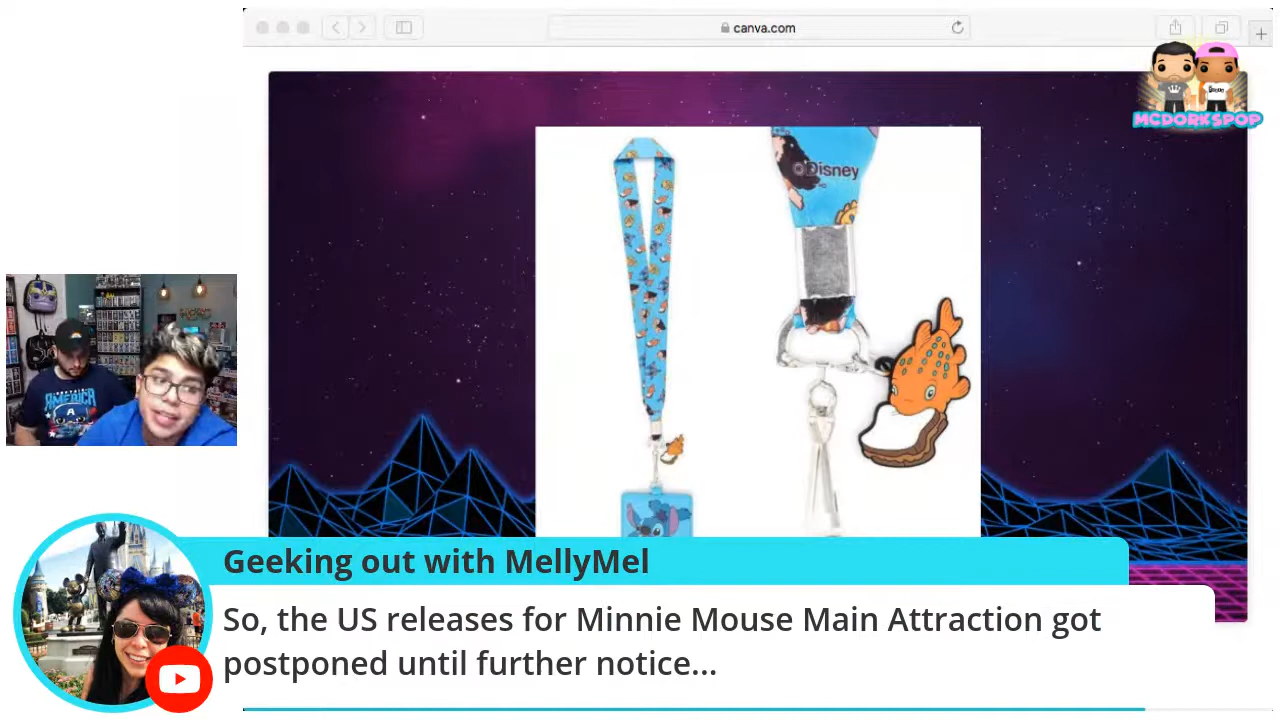 canva.com
MCDORKSPOP
Disney
AMERICA
A
Geeking out with MellyMel
So, the US releases for Minnie Mouse Main Attraction got
postponed until further notice...